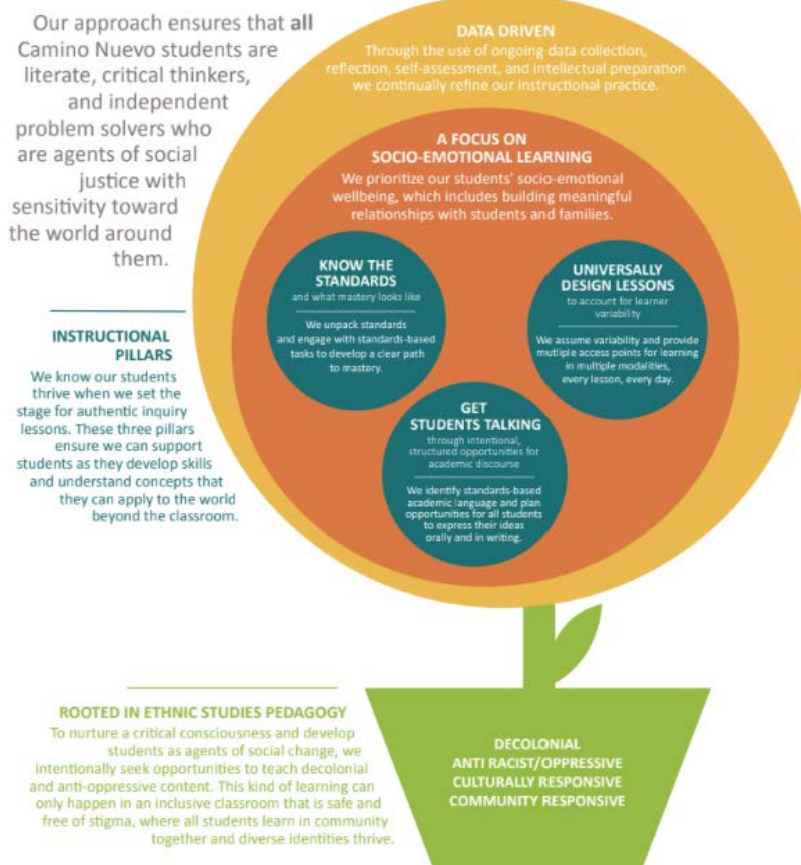 Our approach ensures that all
Camino Nuevo students are
literate, critical thinkers,
and independent
problem solvers who
are agents of social
justice with
sensitivity toward
the world around
them.
DATA DRIVEN
Through the use of ongoing data collection,
reflection, self-assessment, and intellectual preparation
we continually refine our instructional practice.
A FOCUS ON
SOCIO-EMOTIONAL LEARNING
We prioritize our students' socio-emotional
wellbeing, which includes building meaningful
relationships with students and families.
KNOW THE
STANDARDS
and what mastery looks like
We unpack standards
and engage with standards-based
tasks to develop a clear path
to mastery.
UNIVERSALLY
DESIGN LESSONS
to account for learner
variability
We assume variability and provide
mutliple access points for learning
in multiple modalities,
every lesson, every day.
GET
STUDENTS TALKING
through intentional,
structured opportunities for
academic discourse
We identify standards-based
academic language and plan
opportunities for all students
to express their ideas
orally and in writing.
INSTRUCTIONAL
PILLARS
We know our students
thrive when we set the
stage for authentic inquiry
lessons. These three pillars
ensure we can support
students as they develop skills
and understand concepts that
they can apply to the world
beyond the classroom.
ROOTED IN ETHNIC STUDIES PEDAGOGY
To nurture a critical consciousness and develop
students as agents of social change, we
intentionally seek opportunities to teach decolonial
and anti-oppressive content. This kind of learning can
only happen in an inclusive classroom that is safe and
free of stigma, where all students learn in community
together and diverse identities thrive.
DECOLONIAL
ANTI RACIST/OPPRESSIVE
CULTURALLY RESPONSIVE
COMMUNITY RESPONSIVE